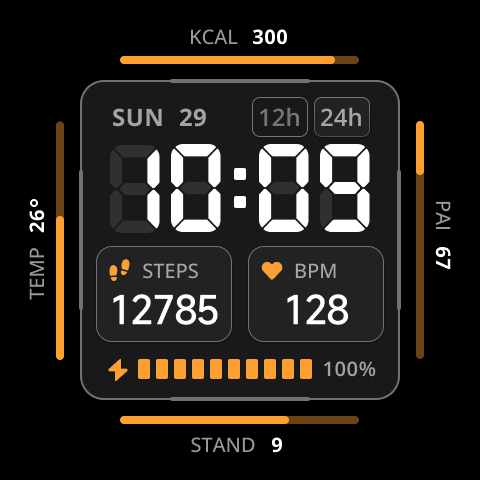 KCAL 300
SUN 29 12h 24h
10:09
TEMP 26°
PAI 67
STEPS BPM
12785 128
100%
STAND 9